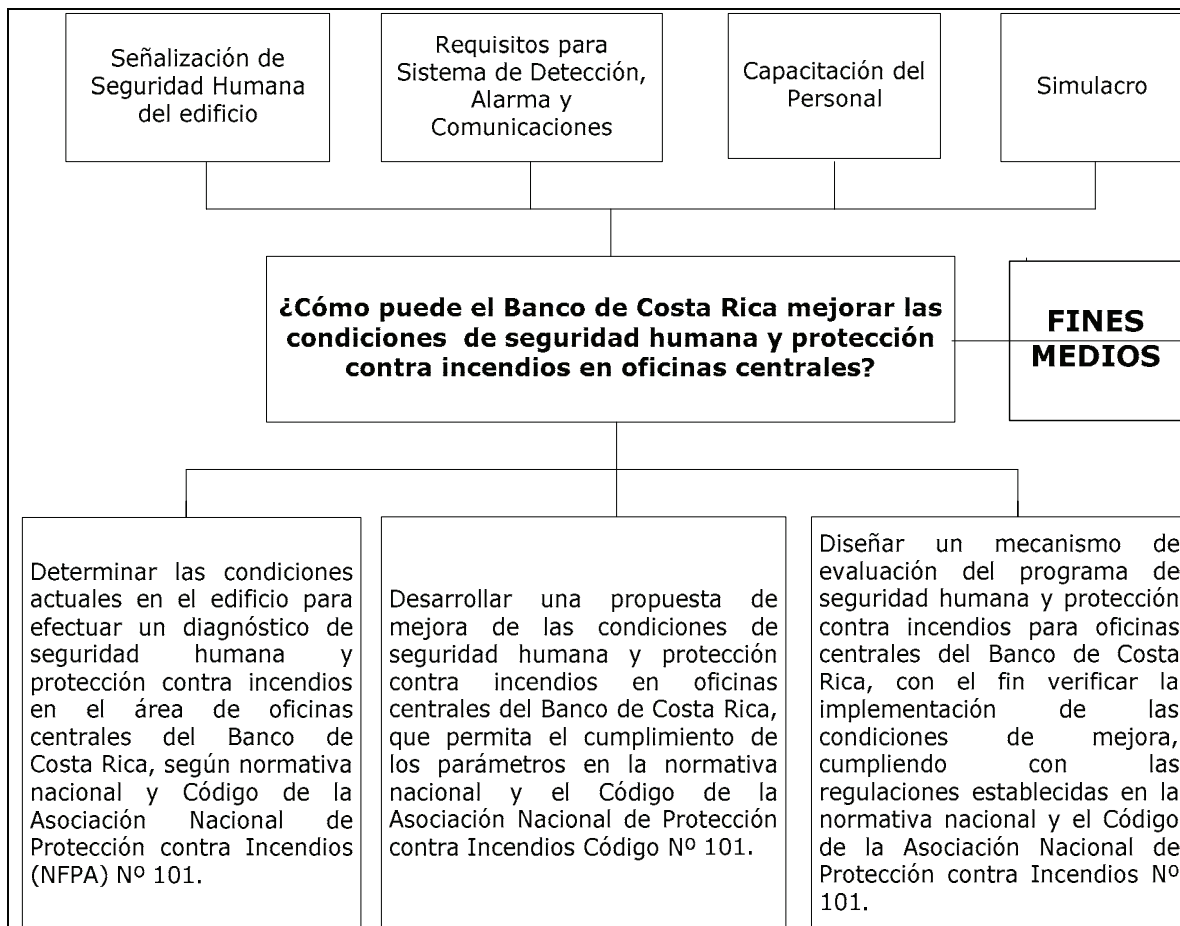 Señalización de
Seguridad Humana
del edificio
Requisitos para
Sistema de Detección,
Alarma y
Comunicaciones
Capacitación del
Personal
Simulacro
¿Cómo puede el Banco de Costa Rica mejorar las
condiciones de seguridad humana y protección
contra incendios en oficinas centrales?
FINES
MEDIOS
Determinar las condiciones
actuales en el edificio para
efectuar un diagnóstico de
seguridad humana y
protección contra incendios
en el área de oficinas
centrales del Banco de
Costa Rica, según normativa
nacional y Código de la
Asociación Nacional de
Protección contra Incendios
(NFPA) Nº 101.
Desarrollar una propuesta de
mejora de las condiciones de
seguridad humana y protección
contra incendios en oficinas
centrales del Banco de Costa Rica,
que permita el cumplimiento de
los parámetros en la normativa
nacional y el Código de la
Asociación Nacional de Protección
contra Incendios Código Nº 101.
Diseñar un mecanismo de
evaluación del programa de
seguridad humana y protección
contra incendios para oficinas
centrales del Banco de Costa
Rica, con el fin verificar la
implementación de las
condiciones de mejora,
cumpliendo con las
regulaciones establecidas en la
normativa nacional y el Código
de la Asociación Nacional de
Protección contra Incendios Nº
101.